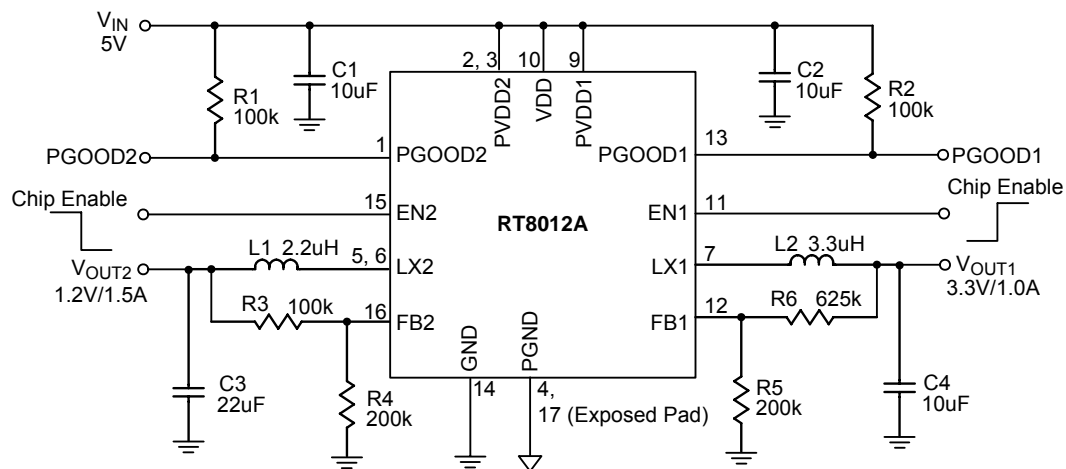 V_IN
5V
2, 3
10
9
C1
10uF
C2
10uF
R1
100k
R2
100k
PVDD2
VDD
PVDD1
PGOOD2
1
PGOOD2
PGOOD1
13
PGOOD1
Chip Enable
Chip Enable
15
EN2
RT8012A
EN1
11
L1 2.2uH
L2 3.3uH
V_OUT2
1.2V/1.5A
5, 6
LX2
LX1
7
V_OUT1
3.3V/1.0A
R3 100k
R6 625k
16
FB2
FB1
12
GND
PGND
C3
22uF
R4
200k
14
4,
17 (Exposed Pad)
R5
200k
C4
10uF